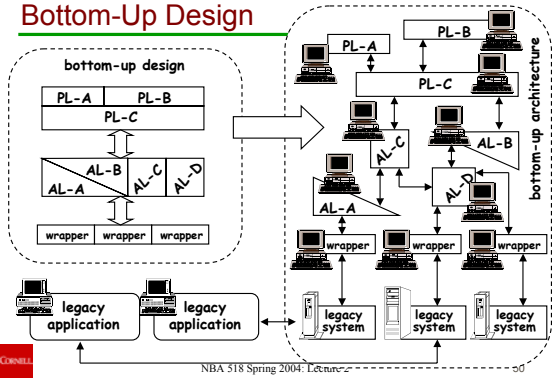 Bottom-Up Design
bottom-up design
PL-A
PL-B
PL-C
AL-A
AL-B
AL-C
AL-D
wrapper
wrapper
wrapper
legacy
application
legacy
application
bottom-up architecture
PL-A
PL-B
PL-C
AL-C
AL-B
AL-A
AL-D
wrapper
wrapper
wrapper
legacy
system
legacy
system
legacy
system
CORNELL
NBA 518 Spring 2004: Lecture 2